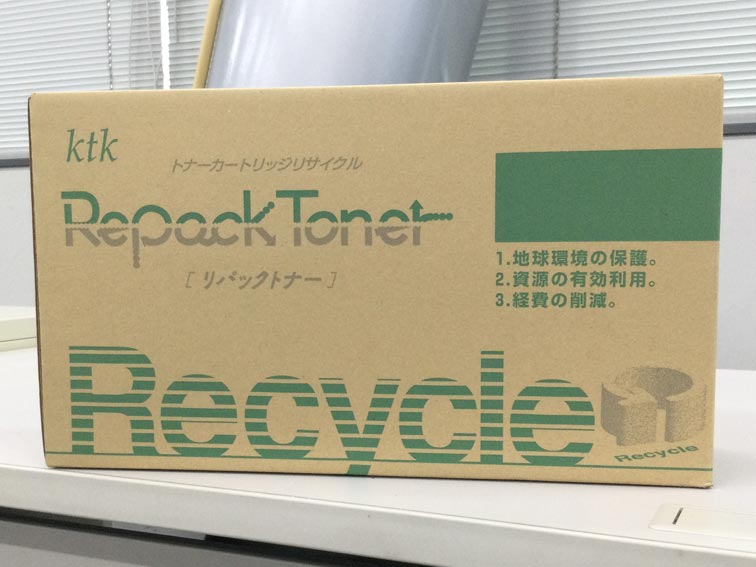 ktk
トナーカートリッジリサイクル
RepackToner
[リパックトナー]
1.地球環境の保護。
2.資源の有効利用。
3.経費の削減。
Recycle
Recycle